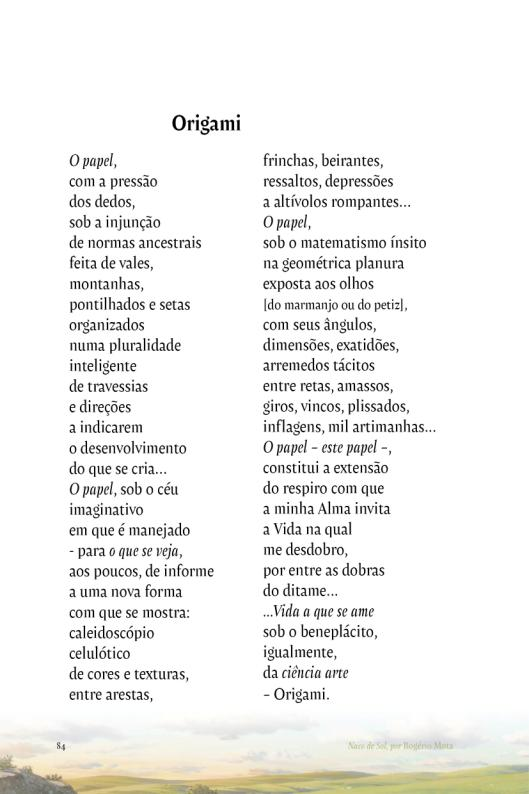 Origami
O papel,
com a pressão
dos dedos,
sob a injunção
de normas ancestrais
feita de vales,
montanhas,
pontilhados e setas
organizados
numa pluralidade
inteligente
de travessias
e direções
a indicarem
o desenvolvimento
do que se cria...
O papel, sob o céu
imaginativo
em que é manejado
- para o que se veja,
aos poucos, de informe
a uma nova forma
com que se mostra:
caleidoscópio
celulótico
de cores e texturas,
entre arestas,
frinchas, beirantes,
ressaltos, depressões
a altívolos rompantes...
O papel,
sob o matematismo ínsito
na geométrica planura
exposta aos olhos
[do marmanjo ou do petiz],
com seus ângulos,
dimensões, exatidões,
arremedos tácitos
entre retas, amassos,
giros, vincos, plissados,
inflagens, mil artimanhas...
O papel – este papel –,
constitui a extensão
do respiro com que
a minha Alma invita
a Vida na qual
me desdobro,
por entre as dobras
do ditame...
...Vida a que se ame
sob o beneplácito,
igualmente,
da ciência arte
– Origami.
84
Naco de Sol, por Rogério Mota